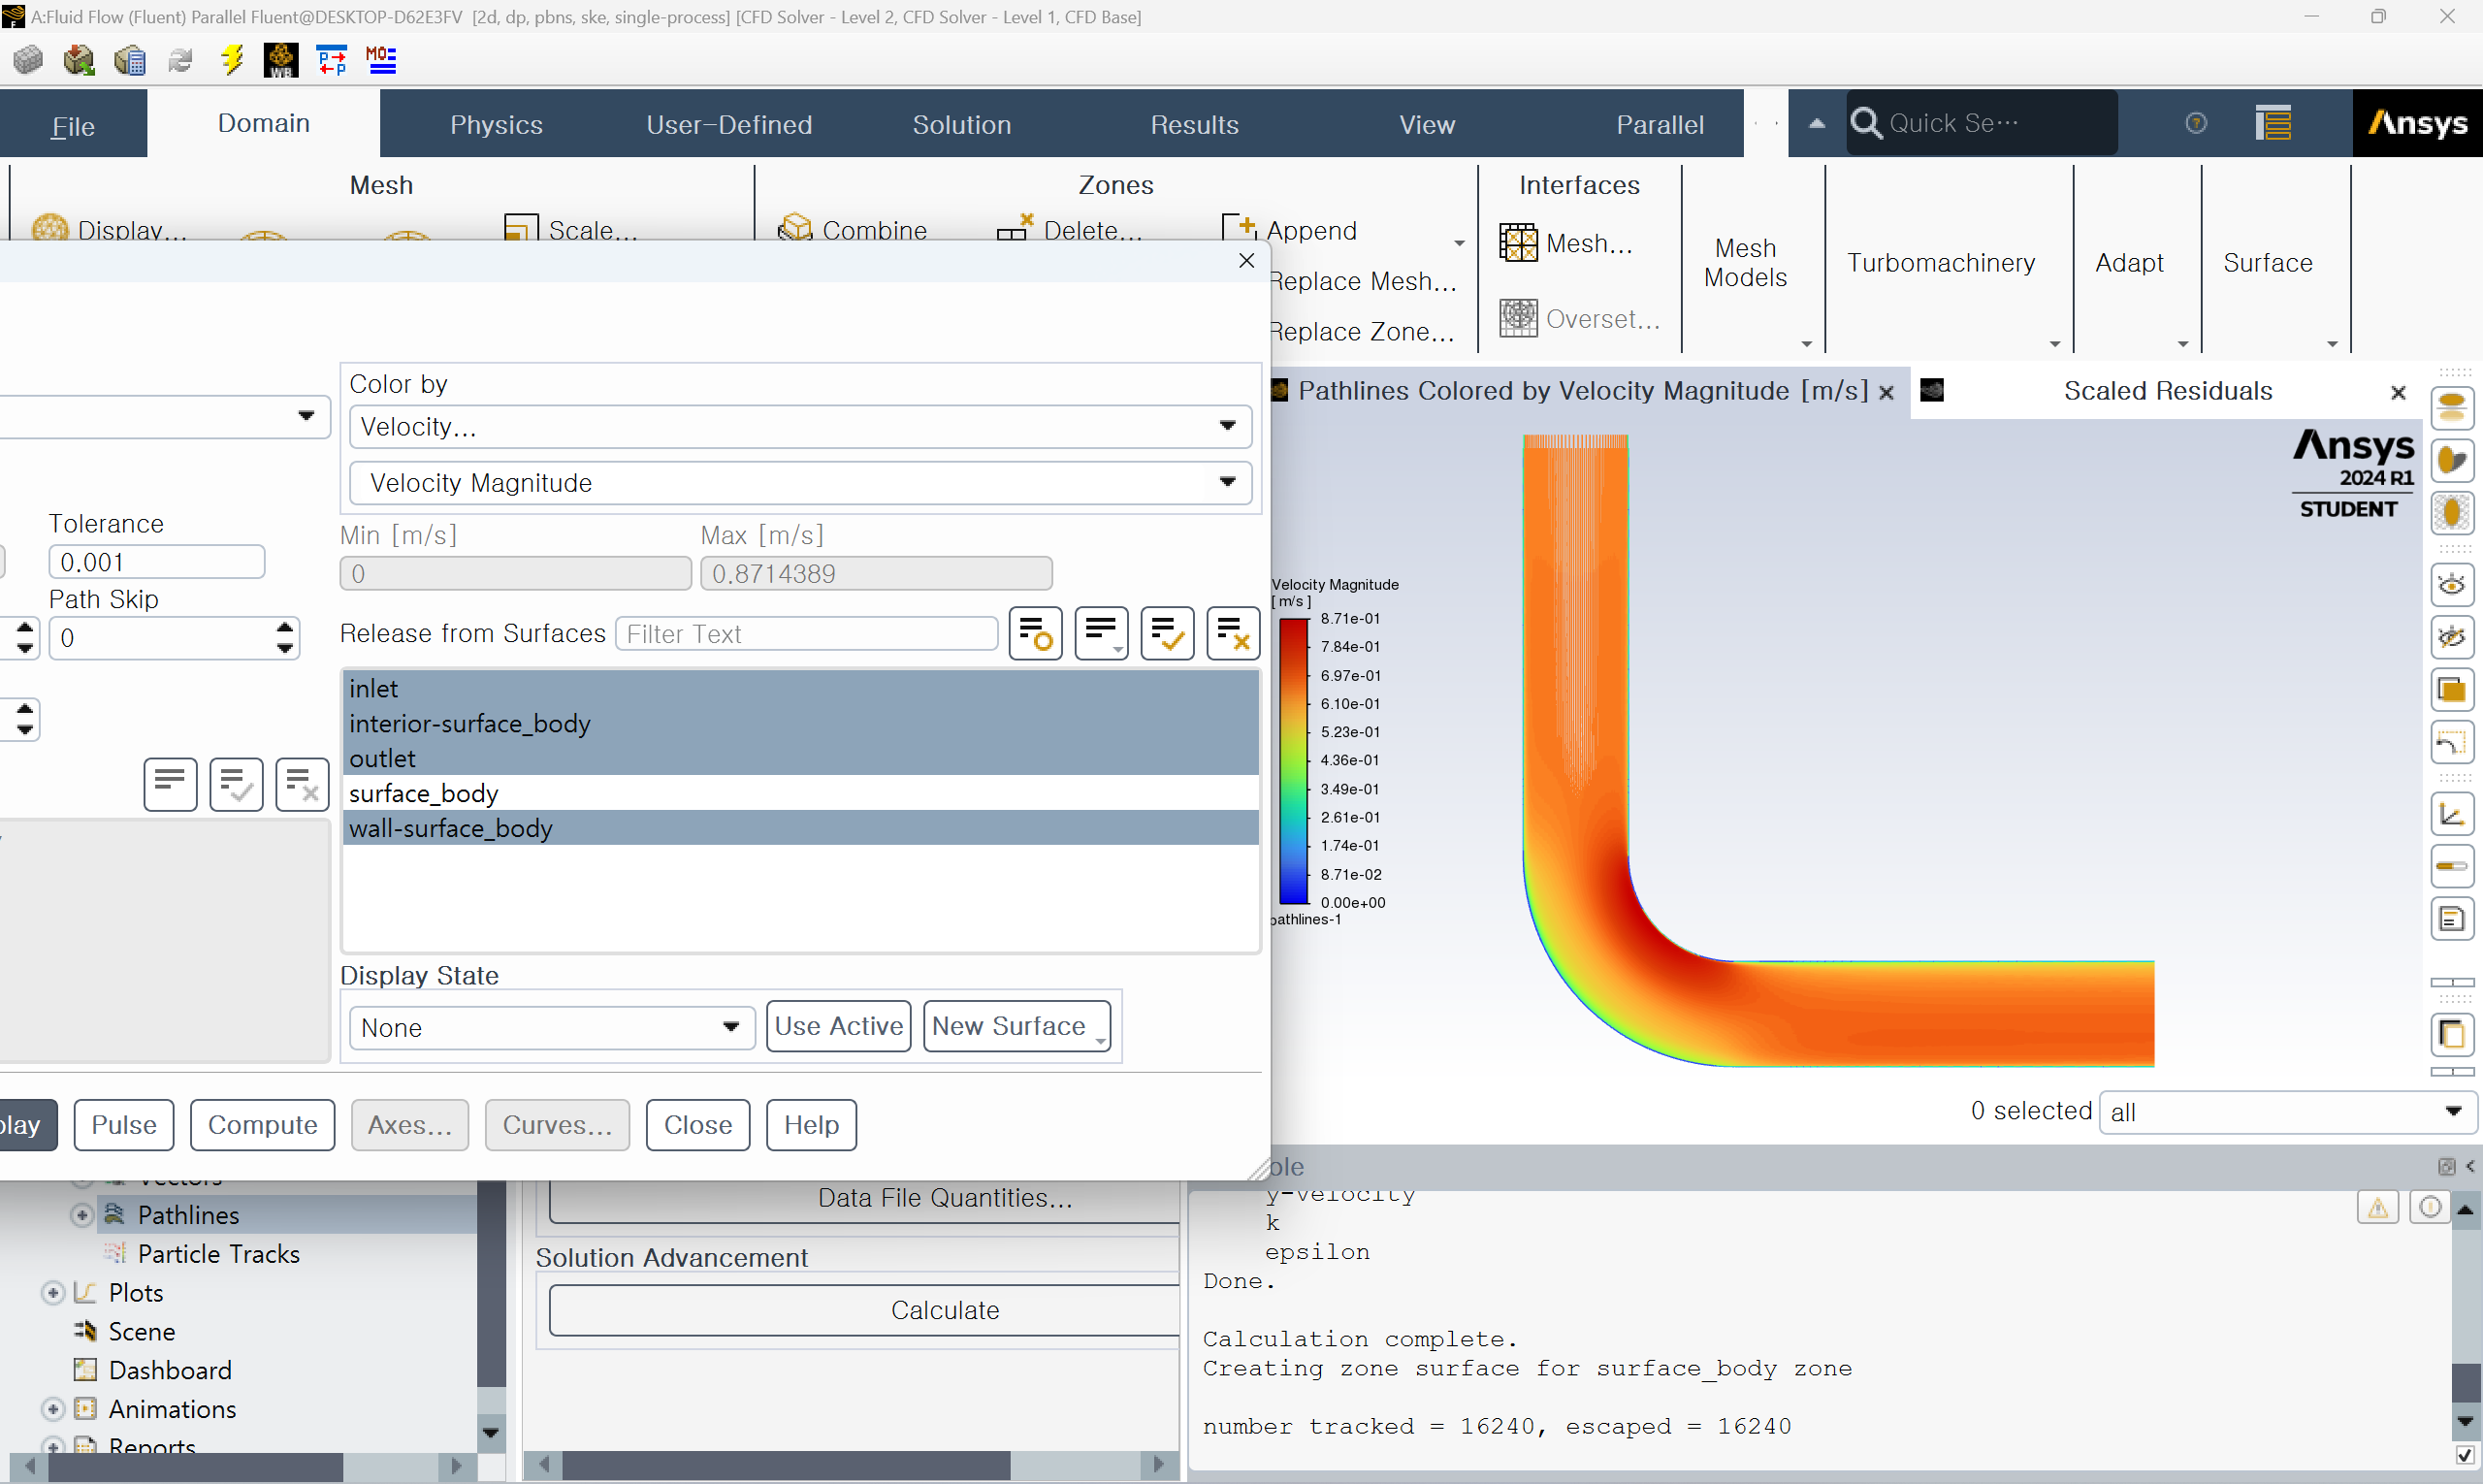 A:Fluid Flow (Fluent) Parallel Fluent@DESKTOP-D62E3FV [2d, dp, pbns, ske, single-process] [CFD Solver - Level 2, CFD Solver - Level 1, CFD Base]
WB
P P
MO
File
Domain
Physics
User-Defined
Solution
Results
View
Parallel
Quick Se...
Ansys
Mesh
Zones
Interfaces
Display...
Scale...
Combine
Delete...
Append
Replace Mesh...
Replace Zone...
Mesh...
Overset...
Mesh
Models
Turbomachinery
Adapt
Surface
Color by
Velocity...
Velocity Magnitude
Tolerance
0.001
Path Skip
0
Min [m/s]
Max [m/s]
0
0.8714389
Release from Surfaces
Filter Text
inlet
interior-surface_body
outlet
surface_body
wall-surface_body
Display State
None
Use Active
New Surface
play
Pulse
Compute
Axes...
Curves...
Close
Help
Pathlines Colored by Velocity Magnitude [m/s]
Scaled Residuals
Ansys
2024 R1
STUDENT
Velocity Magnitude
[ m/s ]
8.71e-01
7.84e-01
6.97e-01
6.10e-01
5.23e-01
4.36e-01
3.49e-01
2.61e-01
1.74e-01
8.71e-02
0.00e+00
pathlines-1
0 selected
all
Vectors
Pathlines
Particle Tracks
Plots
Scene
Dashboard
Animations
Reports
Data File Quantities...
Solution Advancement
Calculate
ole
y-velocity
k
epsilon
Done.
Calculation complete.
Creating zone surface for surface_body zone
number tracked = 16240, escaped = 16240